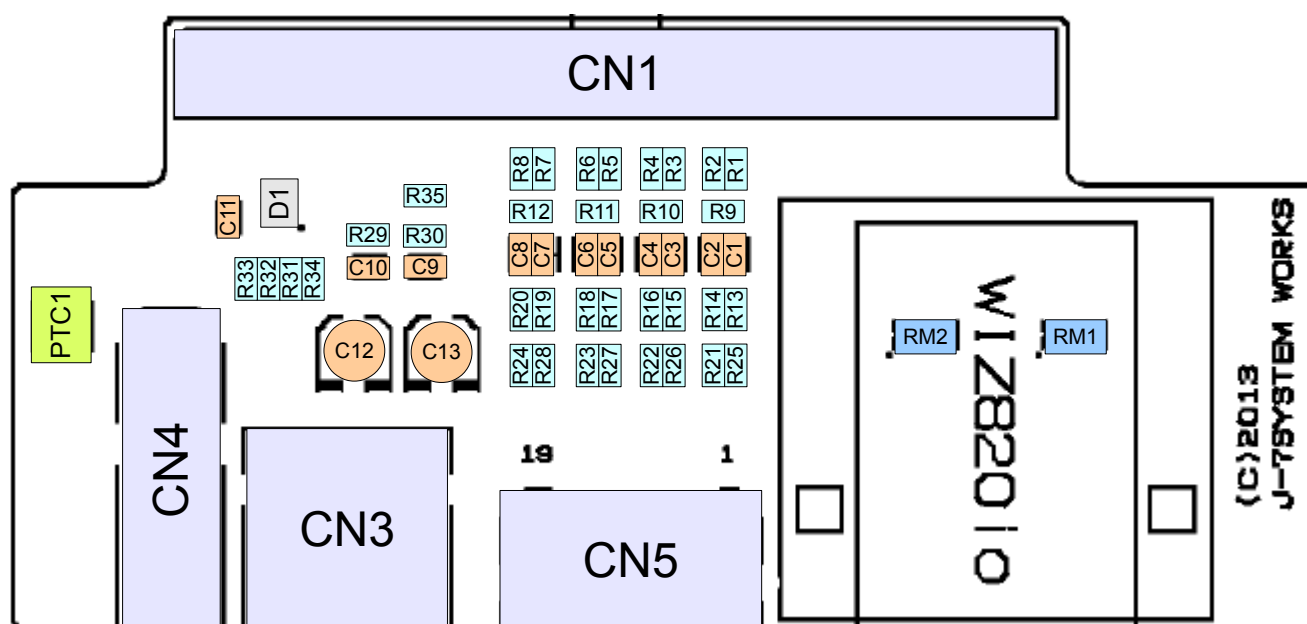 CN1
R8 R7 R6 R5 R4 R3 R2 R1
R35
D1
C11
R12 R11 R10 R9
R29 R30
C8 C7 C6 C5 C4 C3 C2 C1
C10 C9
R33 R32 R31 R34
R20 R19 R18 R17 R16 R15 R14 R13
PTC1
C12 C13
R24 R28 R23 R27 R22 R26 R21 R25
RM2 RM1
WIZ820io
(C)2013
J-7SYSTEM WORKS
19 1
CN4
CN3
CN5